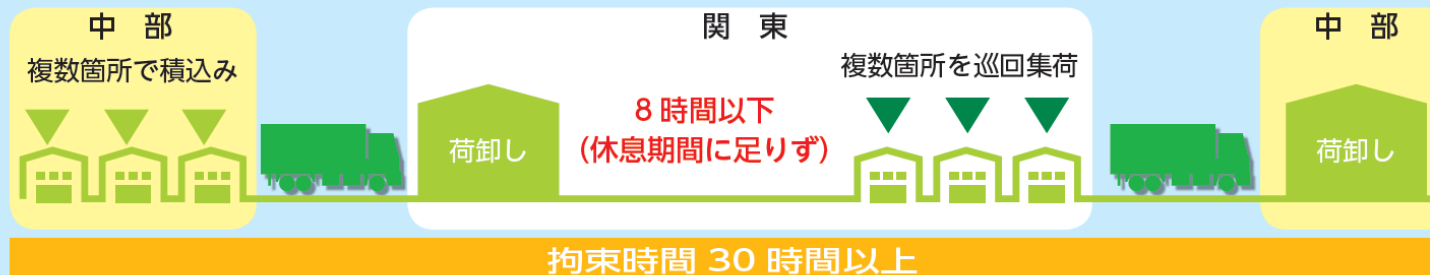 中 部
複数箇所で積込み
関 東
荷卸し
8 時間以下
(休息期間に足りず)
複数箇所を巡回集荷
中 部
荷卸し
拘束時間 30 時間以上